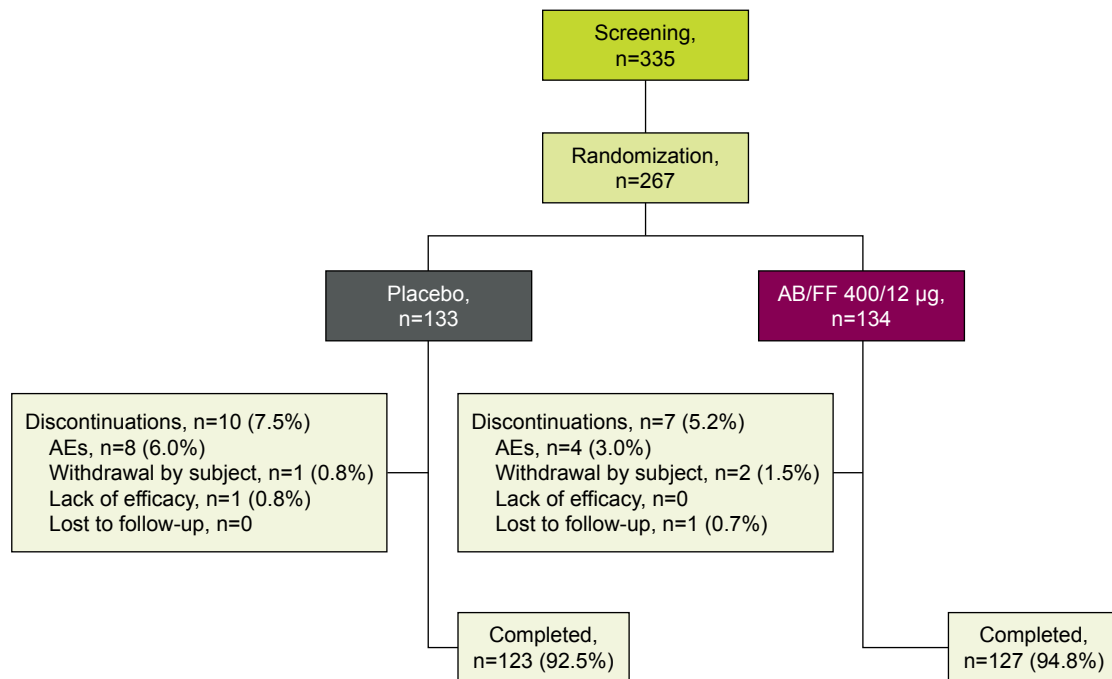 Screening,
n=335
Randomization,
n=267
Placebo,
n=133
AB/FF 400/12 µg,
n=134
Discontinuations, n=10 (7.5%)
AEs, n=8 (6.0%)
Withdrawal by subject, n=1 (0.8%)
Lack of efficacy, n=1 (0.8%)
Lost to follow-up, n=0
Discontinuations, n=7 (5.2%)
AEs, n=4 (3.0%)
Withdrawal by subject, n=2 (1.5%)
Lack of efficacy, n=0
Lost to follow-up, n=1 (0.7%)
Completed,
n=123 (92.5%)
Completed,
n=127 (94.8%)